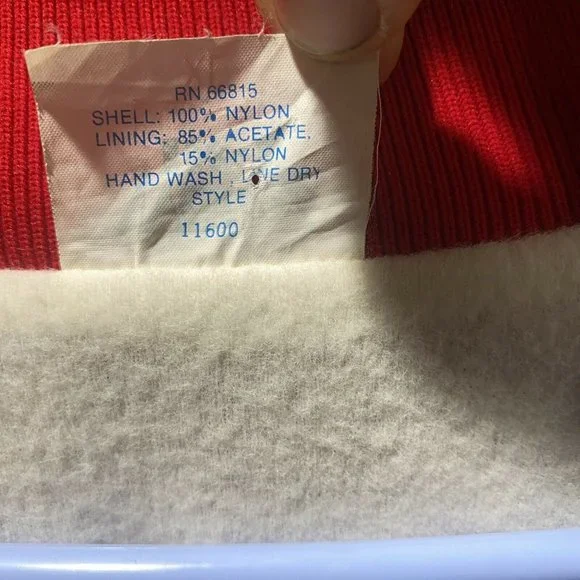 RN 66815
SHELL: 100% NYLON
LINING: 85% ACETATE,
15% NYLON
HAND WASH, LINE DRY
STYLE
11600